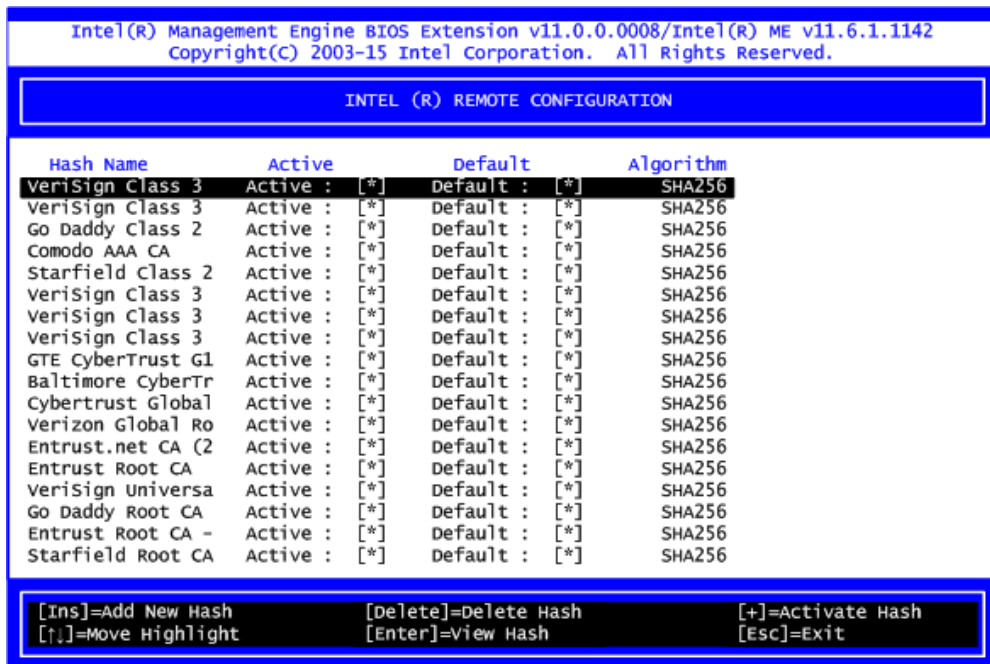 Intel(R) Management Engine BIOS Extension v11.0.0.0008/Intel(R) ME v11.6.1.1142
Copyright(C) 2003-15 Intel Corporation. All Rights Reserved.
INTEL (R) REMOTE CONFIGURATION
Hash Name Active Default Algorithm
VeriSign Class 3 Active : [*] Default : [*] SHA256
VeriSign Class 3 Active : [*] Default : [*] SHA256
Go Daddy Class 2 Active : [*] Default : [*] SHA256
Comodo AAA CA Active : [*] Default : [*] SHA256
Starfield Class 2 Active : [*] Default : [*] SHA256
VeriSign Class 3 Active : [*] Default : [*] SHA256
VeriSign Class 3 Active : [*] Default : [*] SHA256
VeriSign Class 3 Active : [*] Default : [*] SHA256
GTE CyberTrust G1 Active : [*] Default : [*] SHA256
Baltimore CyberTr Active : [*] Default : [*] SHA256
Cybertrust Global Active : [*] Default : [*] SHA256
Verizon Global Ro Active : [*] Default : [*] SHA256
Entrust.net CA (2 Active : [*] Default : [*] SHA256
Entrust Root CA Active : [*] Default : [*] SHA256
VeriSign Universa Active : [*] Default : [*] SHA256
Go Daddy Root CA Active : [*] Default : [*] SHA256
Entrust Root CA - Active : [*] Default : [*] SHA256
Starfield Root CA Active : [*] Default : [*] SHA256
[Ins]=Add New Hash [Delete]=Delete Hash [+]=Activate Hash
[↑↓]=Move Highlight [Enter]=View Hash [Esc]=Exit